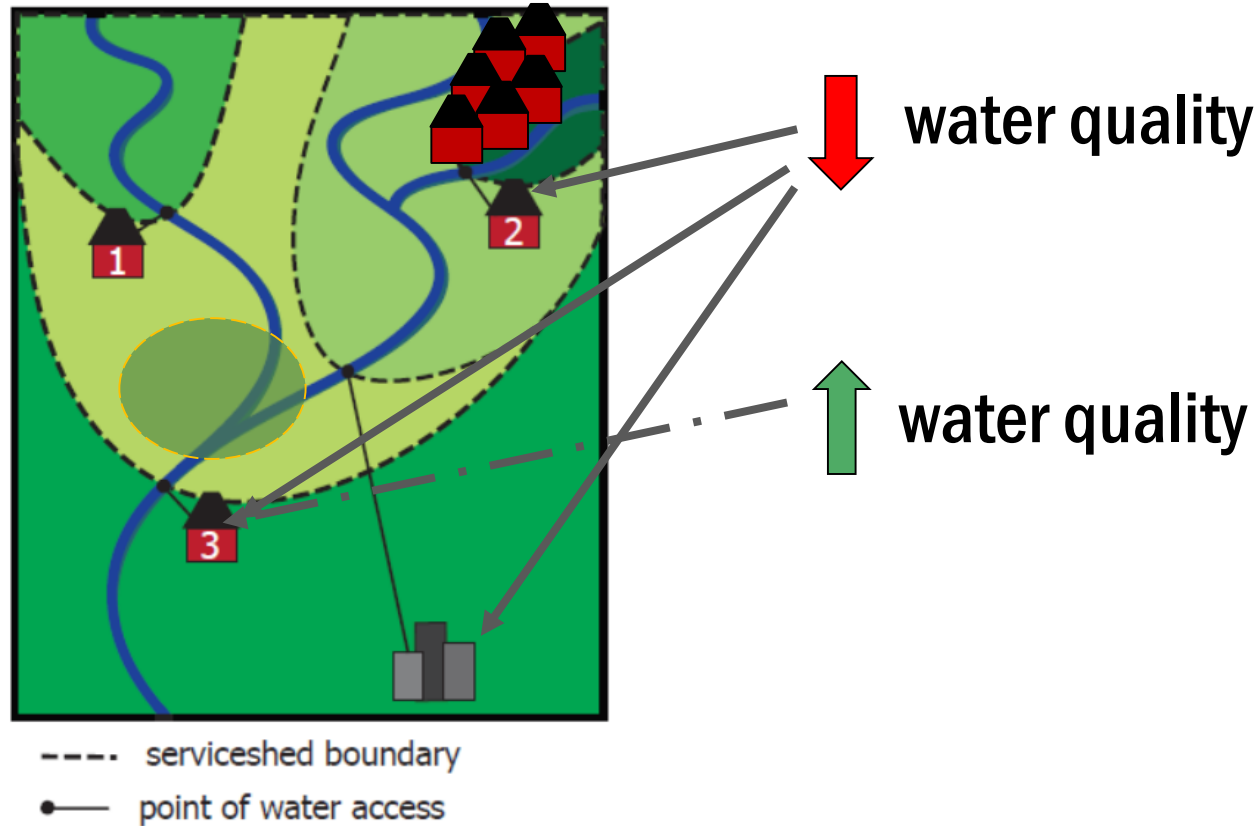 water quality
2
1
water quality
3
serviceshed boundary
point of water access